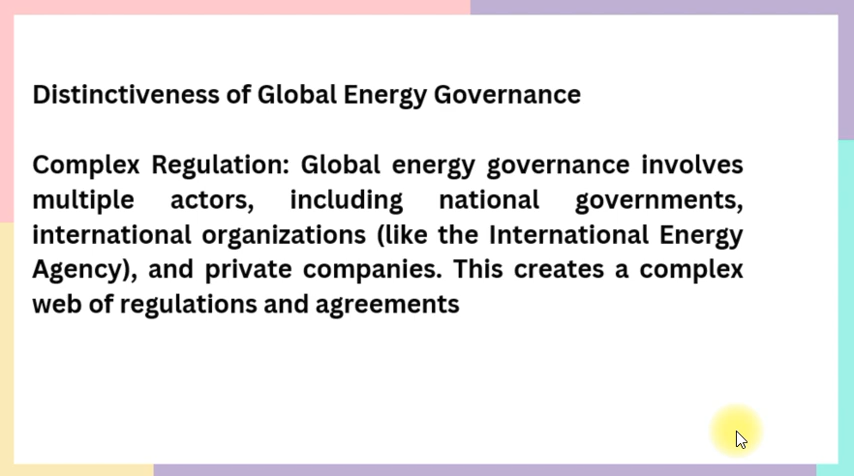 Distinctiveness of Global Energy Governance
Complex Regulation: Global energy governance involves
multiple actors, including national governments,
international organizations (like the International Energy
Agency), and private companies. This creates a complex
web of regulations and agreements